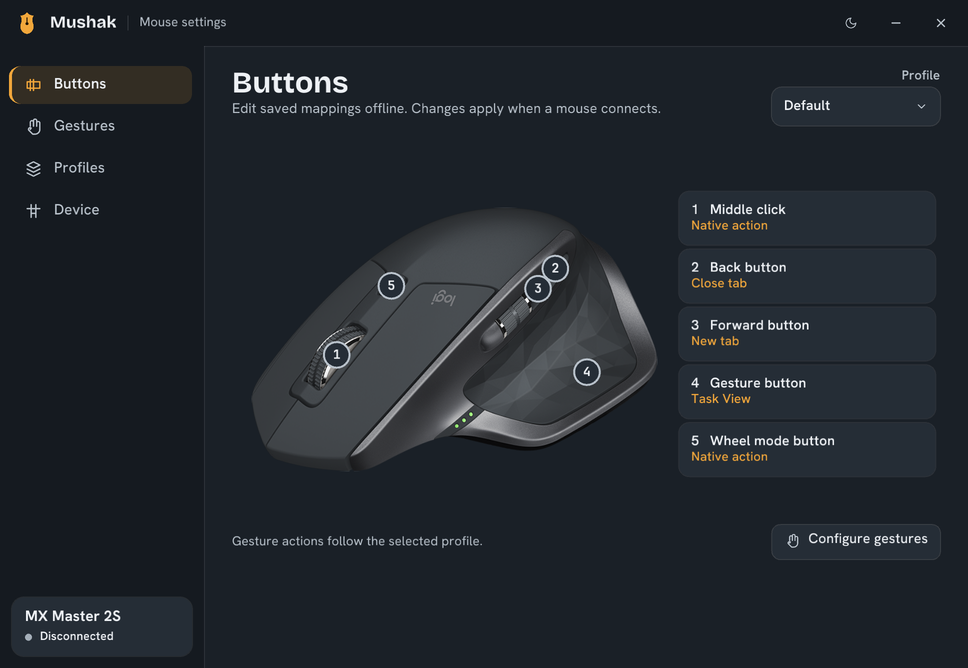 Mushak
Mouse settings
Buttons
Gestures
Profiles
Device
Buttons
Edit saved mappings offline. Changes apply when a mouse connects.
Profile
Default
logi
5
1
2
3
4
1 Middle click
Native action
2 Back button
Close tab
3 Forward button
New tab
4 Gesture button
Task View
5 Wheel mode button
Native action
Gesture actions follow the selected profile.
Configure gestures
MX Master 2S
Disconnected